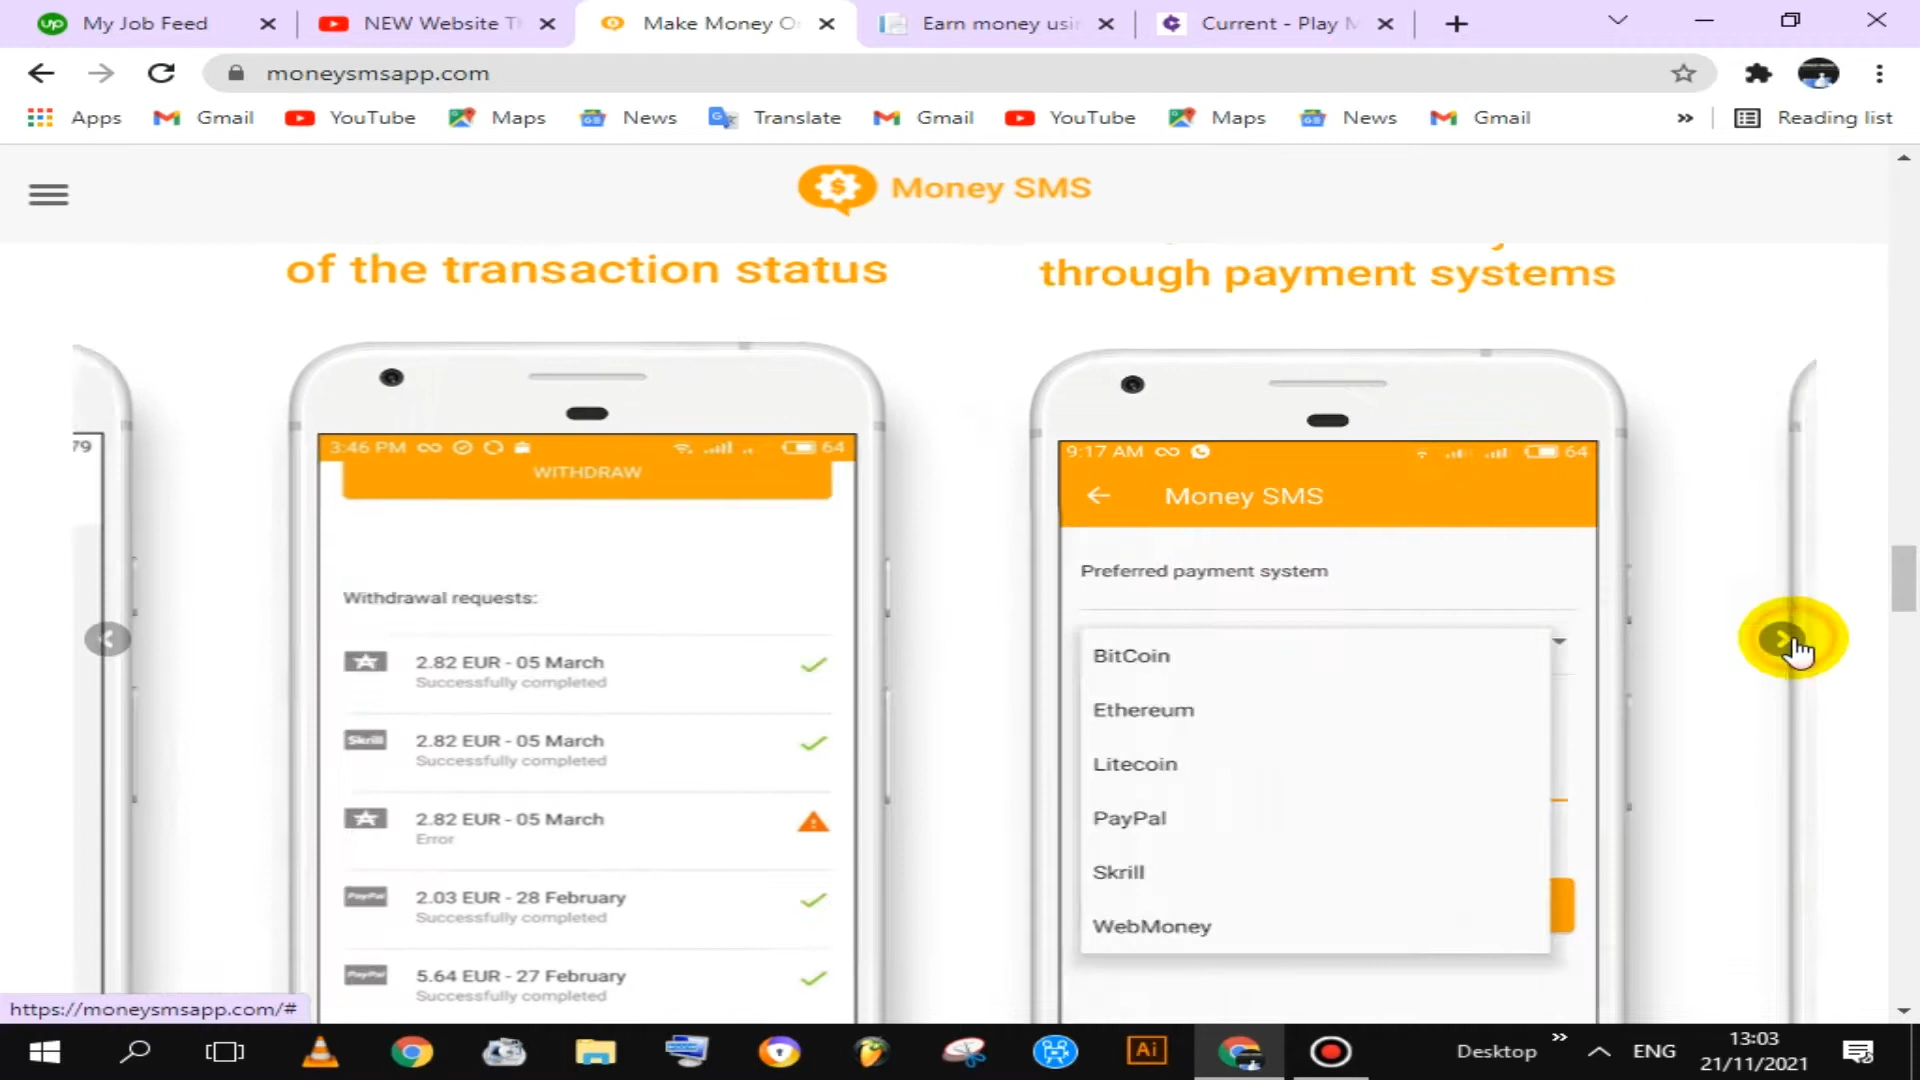 My Job Feed
NEW Website T
Make Money O
Earn money usi
Current - Play M
moneysmsapp.com
Apps
Gmail
YouTube
Maps
News
Translate
Gmail
YouTube
Maps
News
Gmail
»
Reading list
Money SMS
of the transaction status
through payment systems
79
3:46 PM
64
WITHDRAW
Withdrawal requests:
2.82 EUR - 05 March
Successfully completed
Skrill
2.82 EUR - 05 March
Successfully completed
2.82 EUR - 05 March
Error
PayPal
2.03 EUR - 28 February
Successfully completed
PayPal
5.64 EUR - 27 February
Successfully completed
9:17 AM
64
Money SMS
Preferred payment system
BitCoin
Ethereum
Litecoin
PayPal
Skrill
WebMoney
https://moneysmsapp.com/#
Ai
Desktop
»
ENG
13:03
21/11/2021